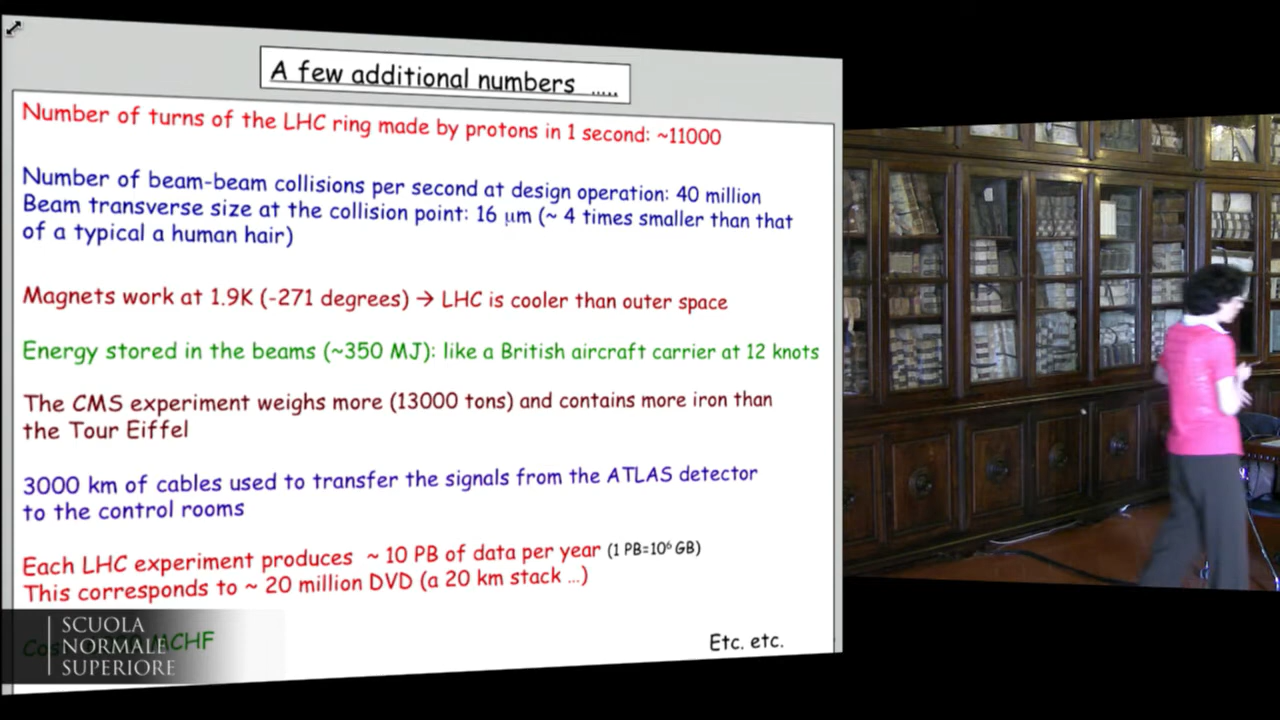 A few additional numbers .....
Number of turns of the LHC ring made by protons in 1 second: ~11000
Number of beam-beam collisions per second at design operation: 40 million
Beam transverse size at the collision point: 16 μm (~ 4 times smaller than that
of a typical a human hair)
Magnets work at 1.9K (-271 degrees) → LHC is cooler than outer space
Energy stored in the beams (~350 MJ): like a British aircraft carrier at 12 knots
The CMS experiment weighs more (13000 tons) and contains more iron than
the Tour Eiffel
3000 km of cables used to transfer the signals from the ATLAS detector
to the control rooms
Each LHC experiment produces ~ 10 PB of data per year (1 PB=10⁶ GB)
This corresponds to ~ 20 million DVD (a 20 km stack ...)
MCHF
Etc. etc.
SCUOLA
NORMALE
SUPERIORE